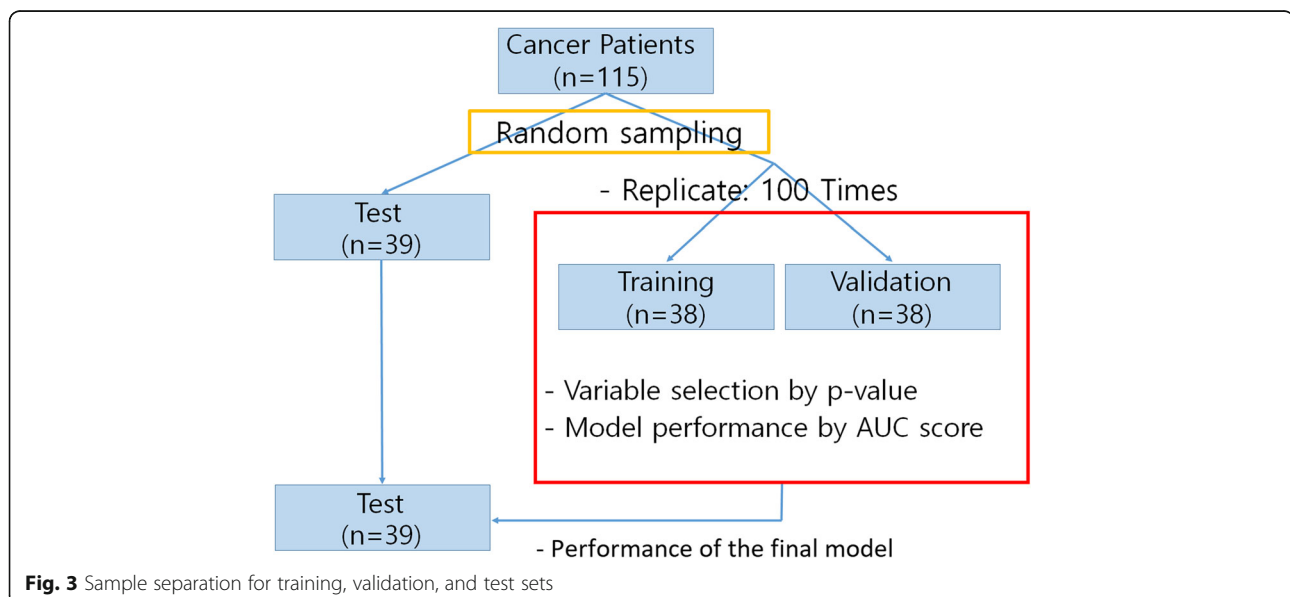 Cancer Patients
(n=115)
Random sampling
- Replicate: 100 Times
Test
(n=39)
Training
(n=38)
Validation
(n=38)
- Variable selection by p-value
- Model performance by AUC score
Test
(n=39)
- Performance of the final model
Fig. 3 Sample separation for training, validation, and test sets